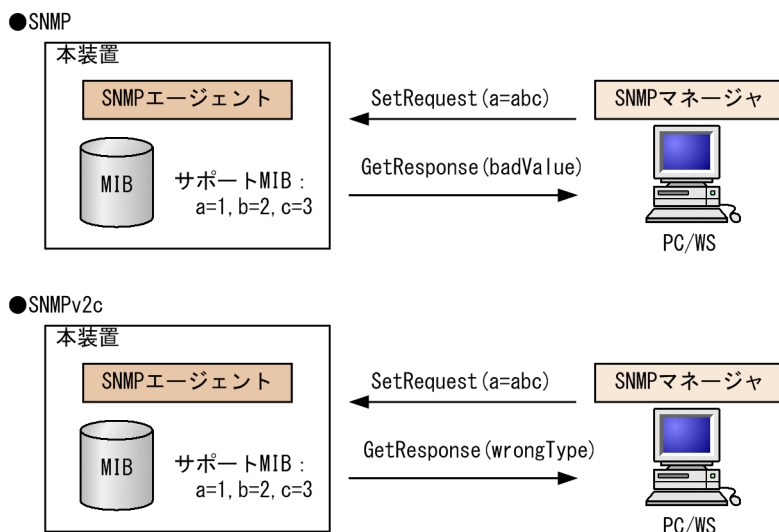 ●SNMP
本装置
SNMPエージェント
SetRequest(a=abc)
SNMPマネージャ
MIB
サポートMIB:
a=1,b=2,c=3
GetResponse(badValue)
PC/WS
●SNMPv2c
本装置
SNMPエージェント
SetRequest(a=abc)
SNMPマネージャ
MIB
サポートMIB:
a=1,b=2,c=3
GetResponse(wrongType)
PC/WS